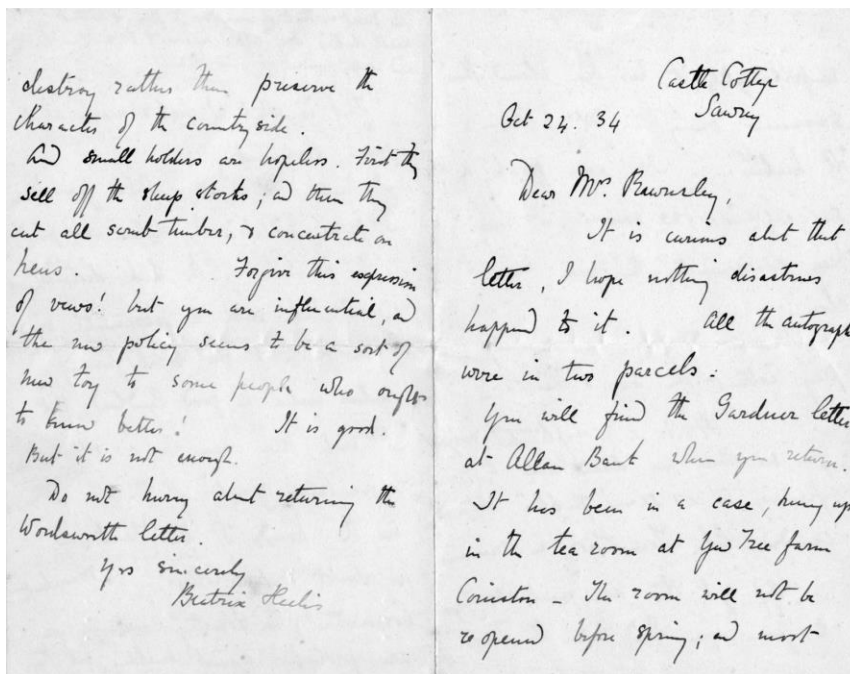 Castle Cottage
Sawrey
Oct 24. 34
Dear Mrs. Rawnsley,
It is curious abut that
letter, I hope nothing disastrous
happend to it. All the autograph
were in two parcels:
You will find the Gardner letter
at Allan Bank when you return.
It has been in a case, hung up
in the tea room at Yew Tree farm
Coniston – The room will not be
re opened before spring; and most
destroy rather than preserve the
character of the country side.
And small holders are hopeless. First they
sell off the sheep stocks; and then they
cut all scrub timber, & concentrate on
hens. Forgive this expression
of views! but you are influential, and
the new policy seems to be a sort of
new toy to some people who ought
to know better! It is good.
But it is not enough.
Do not hurry about returning the
Wordsworth letter.
Yrs sincerely
Beatrix Heelis